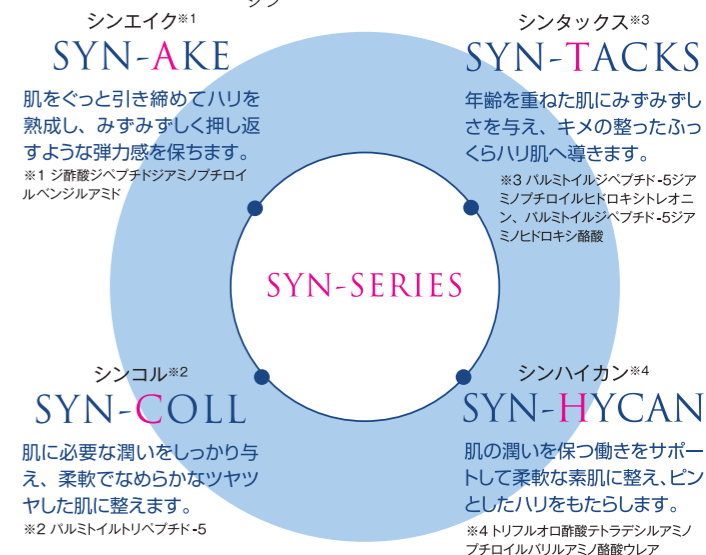 シンエイク※1
SYN-AKE
肌をぐっと引き締めてハリを
熟成し、みずみずしく押し返
すような弾力感を保ちます。
※1 ジ酢酸ジペプチドジアミノブチロイ
ルベンジルアミド
シンタックス※3
SYN-TACKS
年齢を重ねた肌にみずみずし
さを与え、キメの整ったふっ
くらハリ肌へ導きます。
※3 パルミトイルジペプチド-5ジア
ミノブチロイルヒドロキシトレオニ
ン、パルミトイルジペプチド-5ジア
ミノヒドロキシ酪酸
SYN-SERIES
シンコル※2
SYN-COLL
肌に必要な潤いをしっかり与
え、柔軟でなめらかなツヤツ
ヤした肌に整えます。
※2 パルミトイルトリペプチド-5
シンハイカン※4
SYN-HYCAN
肌の潤いを保つ働きをサポー
トして柔軟な素肌に整え、ピン
としたハリをもたらします。
※4 トリフルオロ酢酸テトラデシルアミノ
ブチロイルバリルアミノ酪酸ウレア